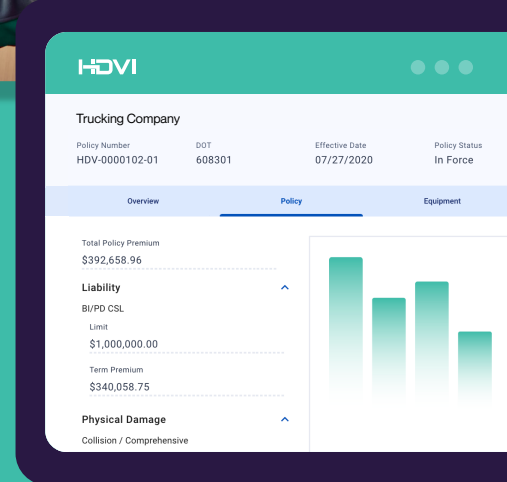 HDVI
Trucking Company
Policy Number DOT Effective Date Policy Status
HDV-0000102-01 608301 07/27/2020 In Force
Overview Policy Equipment
Total Policy Premium
$392,658.96
Liability
BI/PD CSL
Limit
$1,000,000.00
Term Premium
$340,058.75
Physical Damage
Collision / Comprehensive